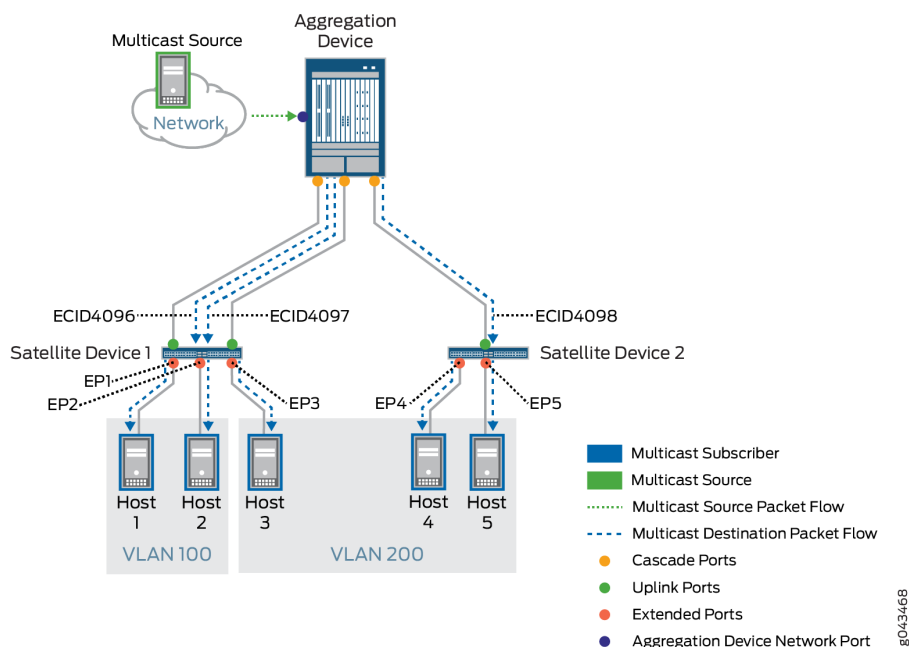 Aggregation
Device
Multicast Source
Network
ECID4096
ECID4097
ECID4098
Satellite Device 1
Satellite Device 2
EP1
EP2
EP3
EP4
EP5
Host
1
Host
2
Host
3
Host
4
Host
5
VLAN 100
VLAN 200
Multicast Subscriber
Multicast Source
Multicast Source Packet Flow
Multicast Destination Packet Flow
Cascade Ports
Uplink Ports
Extended Ports
Aggregation Device Network Port
g043468